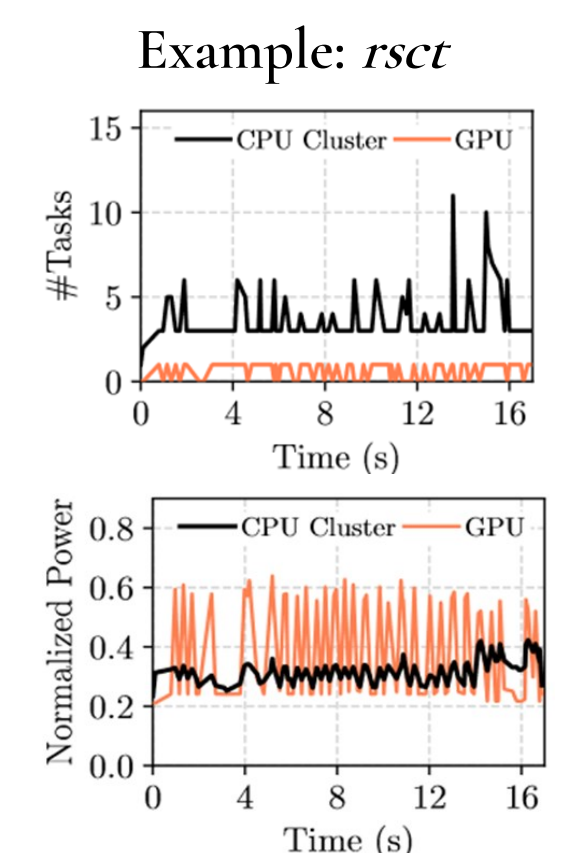 Example: rsct
15
CPU Cluster GPU
10
5
0
#Tasks
0 4 8 12 16
Time (s)
0.8
CPU Cluster GPU
0.6
0.4
0.2
0.0
Normalized Power
0 4 8 12 16
Time (s)